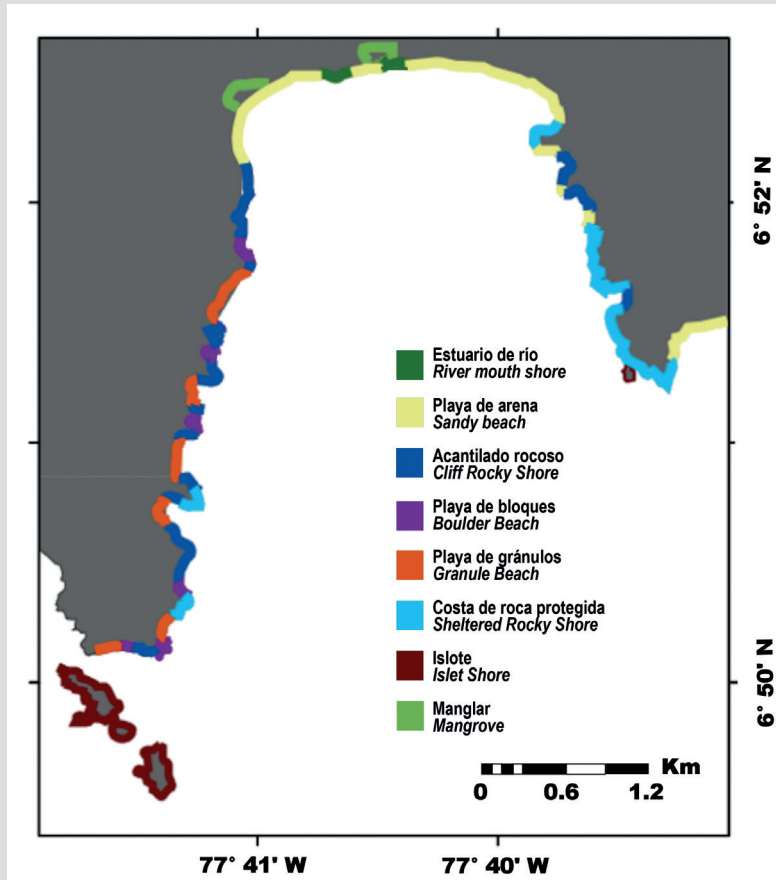 6° 52' N
Estuario de río
River mouth shore
Playa de arena
Sandy beach
Acantilado rocoso
Cliff Rocky Shore
Playa de bloques
Boulder Beach
Playa de gránulos
Granule Beach
Costa de roca protegida
Sheltered Rocky Shore
Islote
Islet Shore
Manglar
Mangrove
6° 50' N
Km
0 0.6 1.2
77° 41' W 77° 40' W